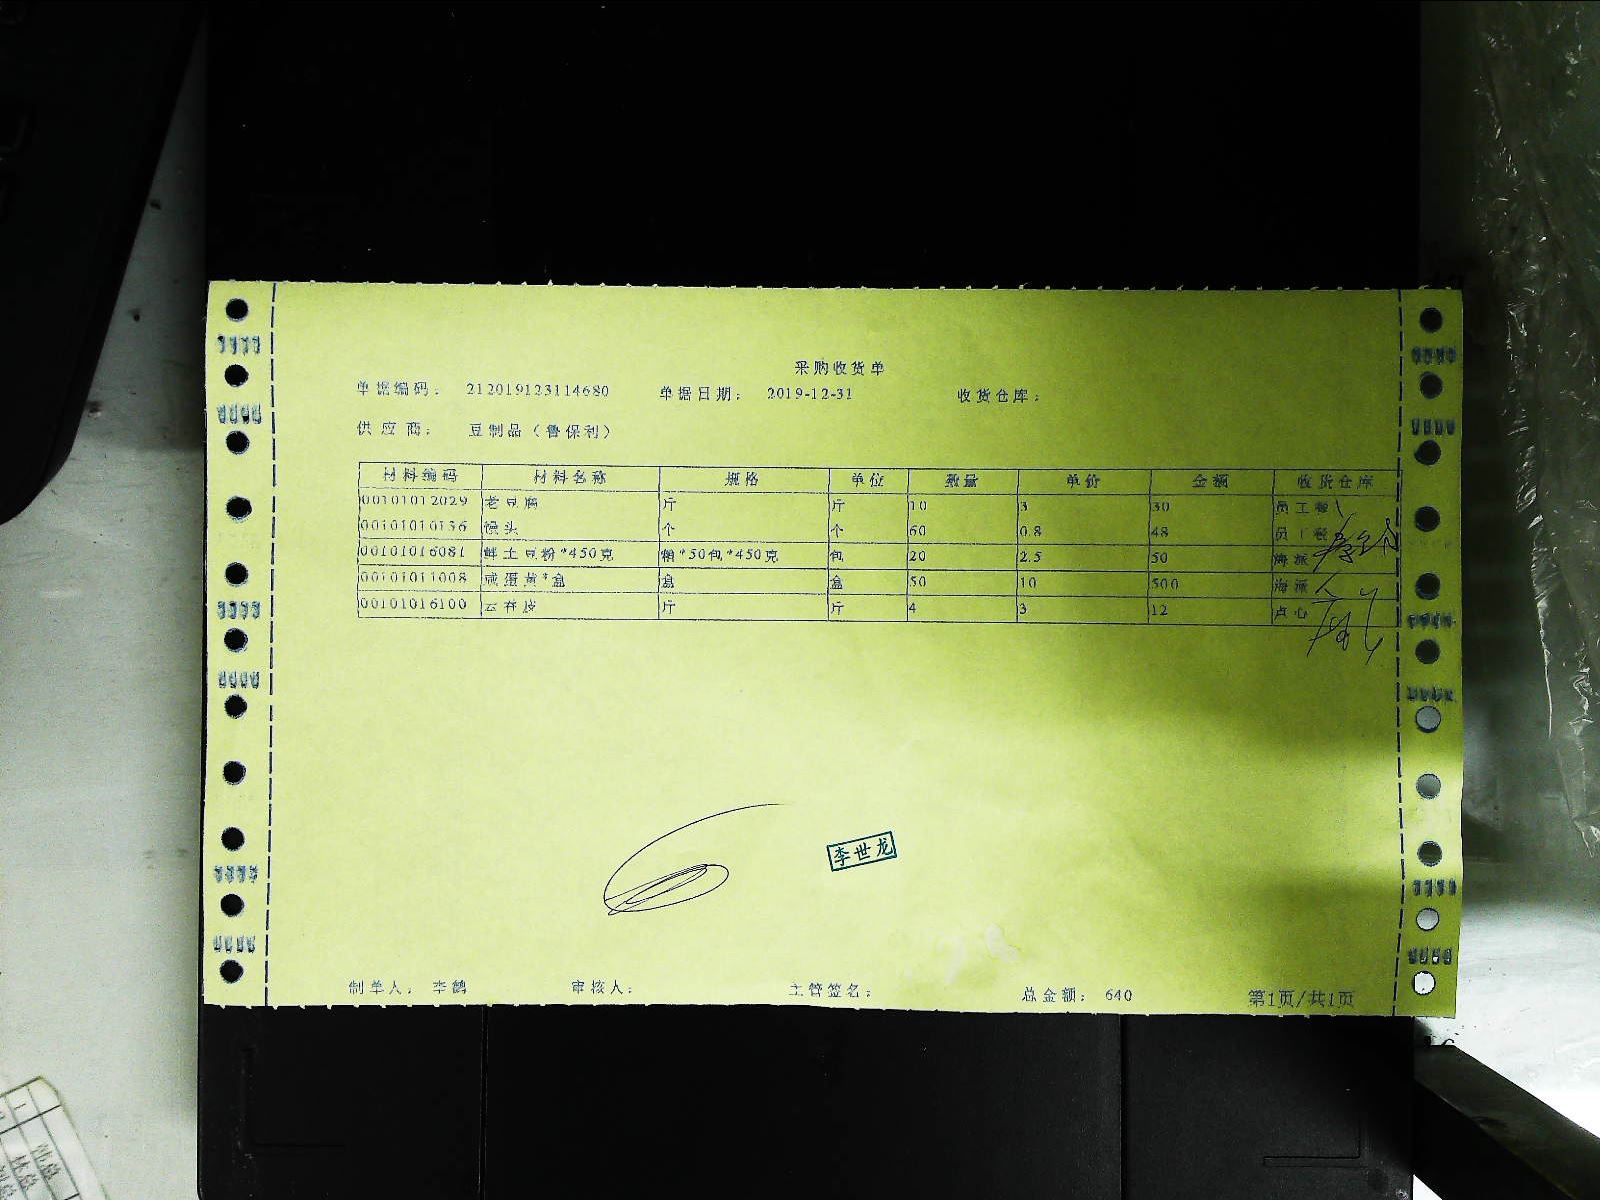 采购收货单
单据编码: 212019123114680 单据日期: 2019-12-31 收货仓库:
供应商: 豆制品(鲁保利)
材料编码 材料名称 规格 单位 数量 单价 金额 收货仓库
00101012029 老豆腐 斤 斤 10 3 30 员工餐
00101010136 馒头 个 个 60 0.8 48 员工餐
00101016081 鲜土豆粉*450克 箱*50包*450克 包 20 2.5 50 海派
00101011008 咸蛋黄*盒 盒 盒 50 10 500 海派
00101016100 云吞皮 斤 斤 4 3 12 点心
李世龙
制单人: 李鹤 审核人: 主管签名: 总金额: 640 第1页/共1页